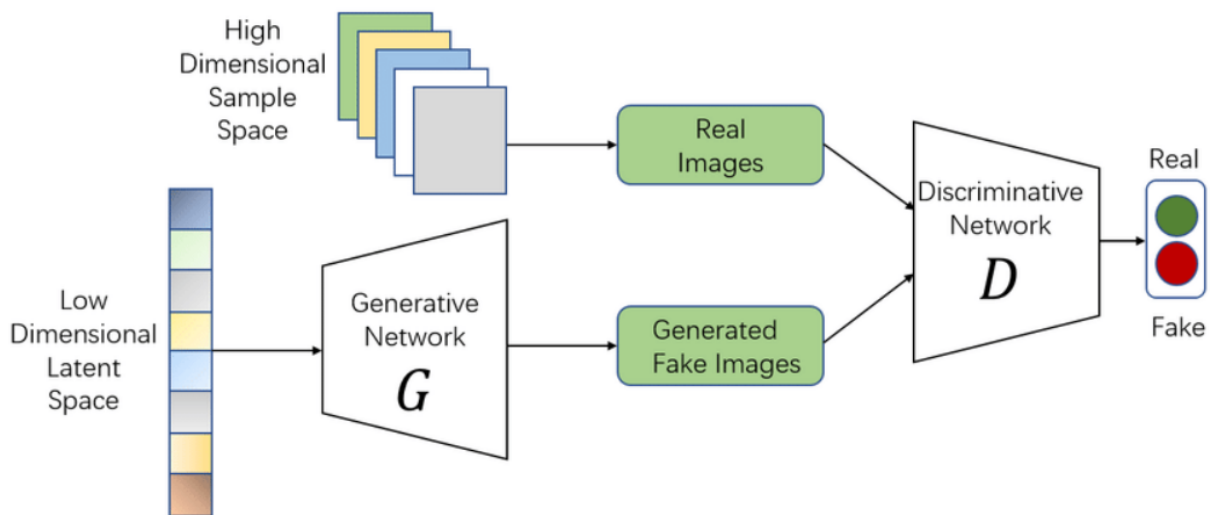 High
Dimensional
Sample
Space
Real
Images
Real
Discriminative
Network
D
Fake
Low
Dimensional
Latent
Space
Generative
Network
G
Generated
Fake Images